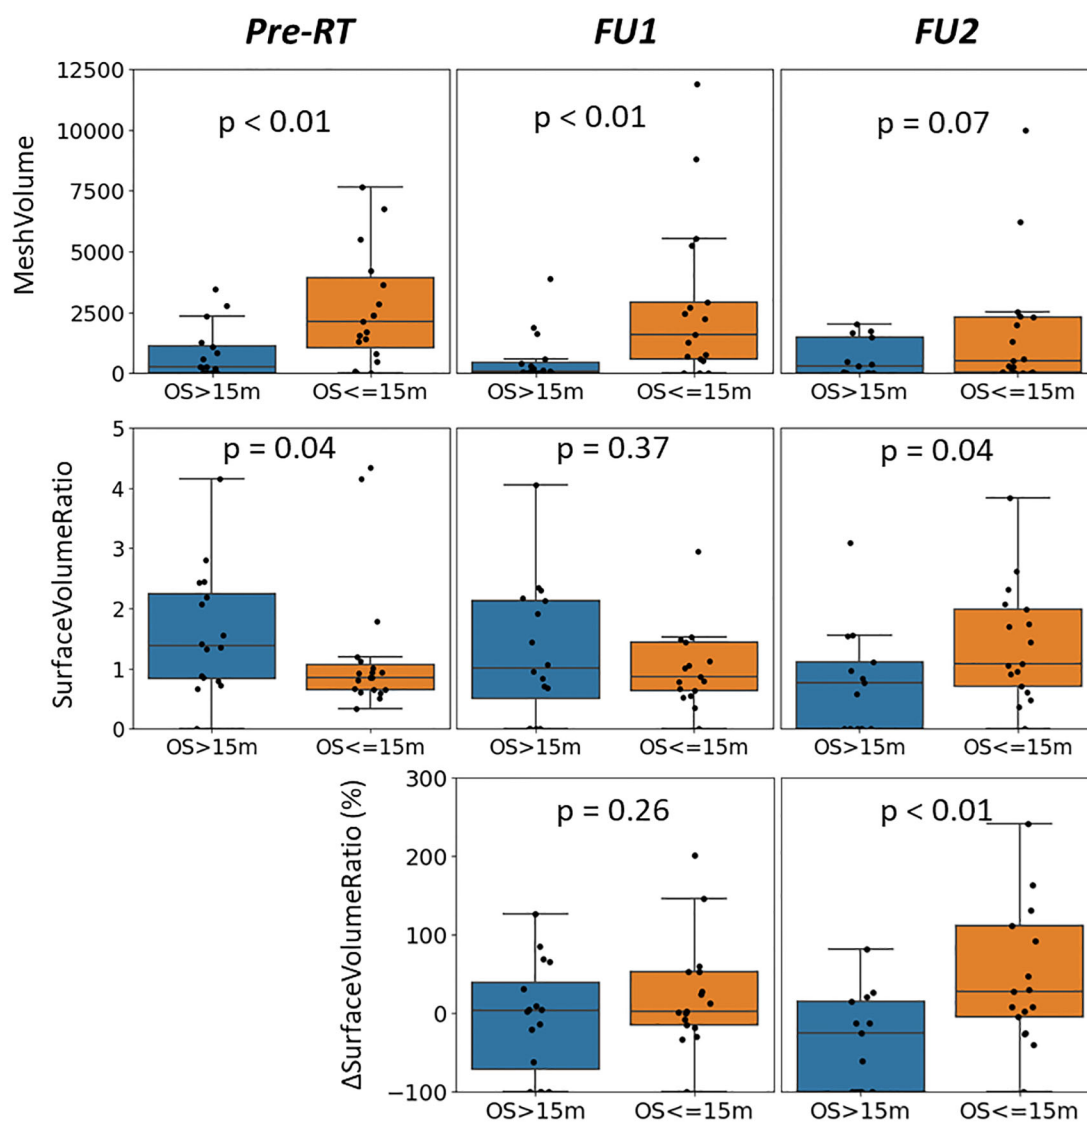 Pre-RT FU1 FU2
MeshVolume
12500
10000
7500
5000
2500
0
p < 0.01 p < 0.01 p = 0.07
OS>15m OS<=15m OS>15m OS<=15m OS>15m OS<=15m
SurfaceVolumeRatio
5
4
3
2
1
0
p = 0.04 p = 0.37 p = 0.04
OS>15m OS<=15m OS>15m OS<=15m OS>15m OS<=15m
ΔSurfaceVolumeRatio (%)
300
200
100
0
−100
p = 0.26 p < 0.01
OS>15m OS<=15m OS>15m OS<=15m